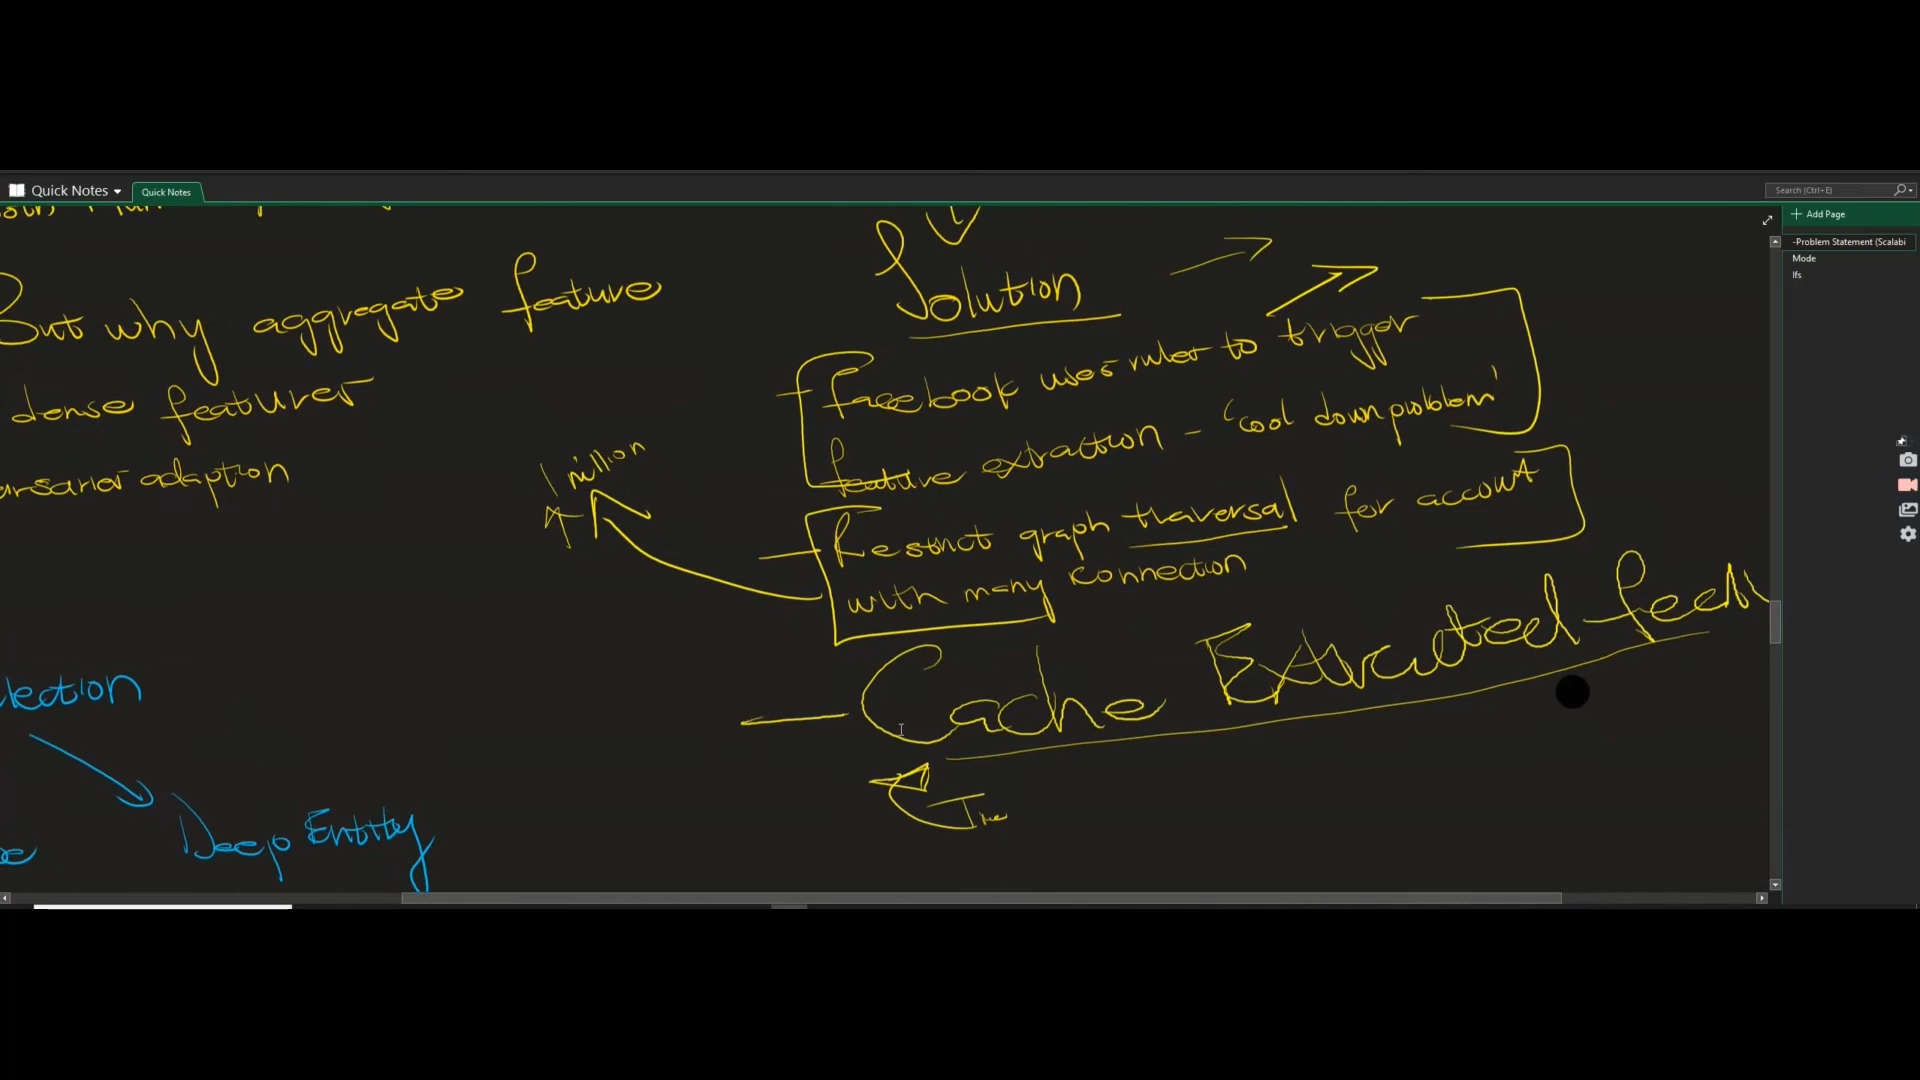 Quick Notes
Quick Notes
Search (Ctrl+E)
Add Page
-Problem Statement (Scalabi
Mode
lfs
But why aggregate feature
dense features
adaption
lection
Deep Entity
1 million
Solution
Facebook uses rules to trigger
feature extraction - 'cool down problem'
Restrict graph traversal for account
with many connection
Cache Extracted